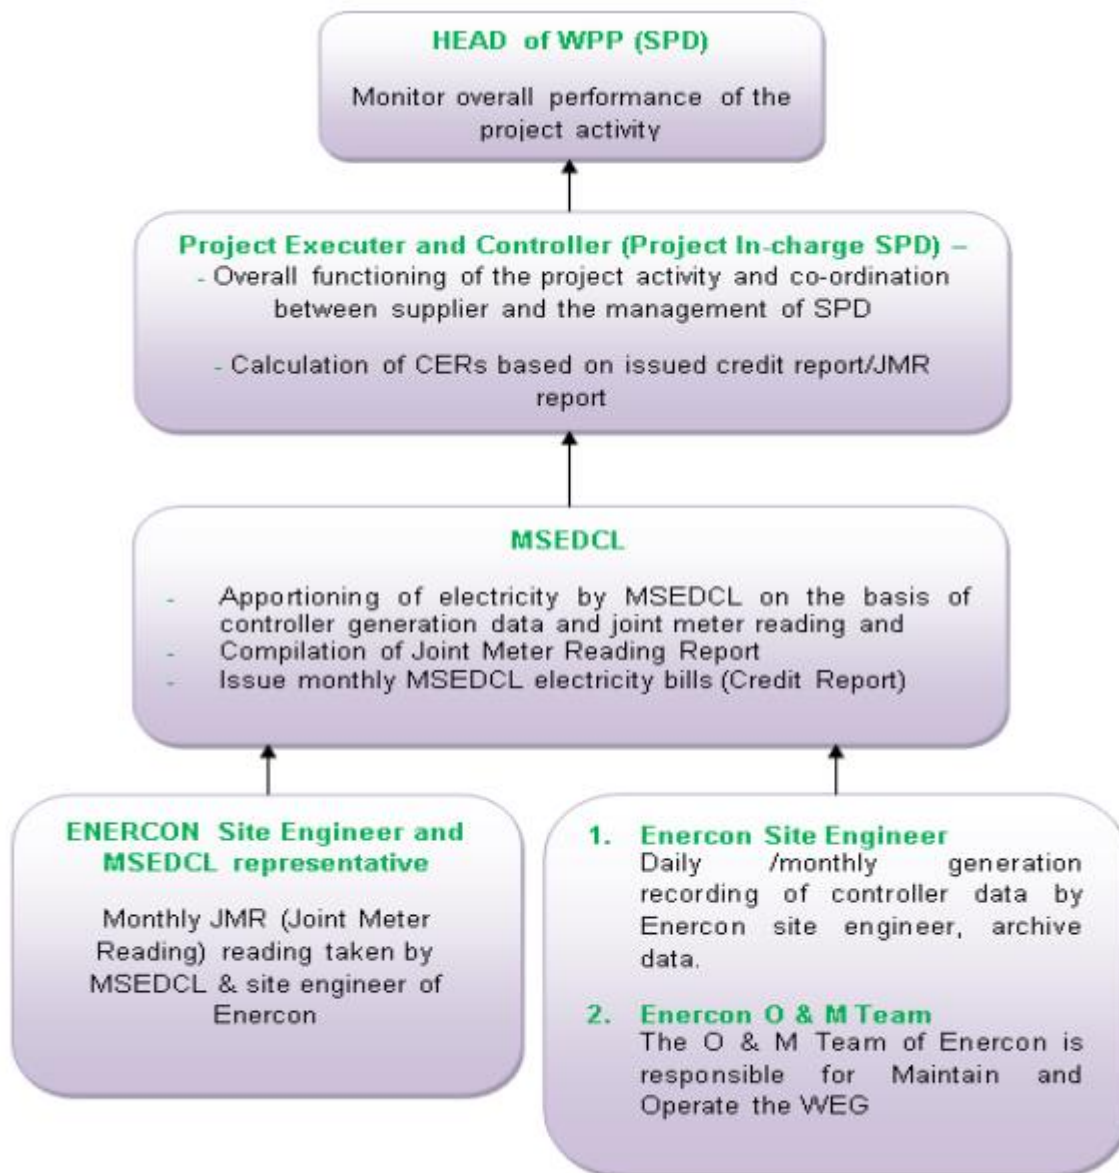 HEAD of WPP (SPD)
Monitor overall performance of the
project activity
Project Executer and Controller (Project In-charge SPD) –
- Overall functioning of the project activity and co-ordination
between supplier and the management of SPD
- Calculation of CERs based on issued credit report/JMR
report
MSEDCL
- Apportioning of electricity by MSEDCL on the basis of
controller generation data and joint meter reading and
- Compilation of Joint Meter Reading Report
- Issue monthly MSEDCL electricity bills (Credit Report)
ENERCON Site Engineer and
MSEDCL representative
Monthly JMR (Joint Meter
Reading) reading taken by
MSEDCL & site engineer of
Enercon
1. Enercon Site Engineer
Daily /monthly generation
recording of controller data by
Enercon site engineer, archive
data.
2. Enercon O & M Team
The O & M Team of Enercon is
responsible for Maintain and
Operate the WEG